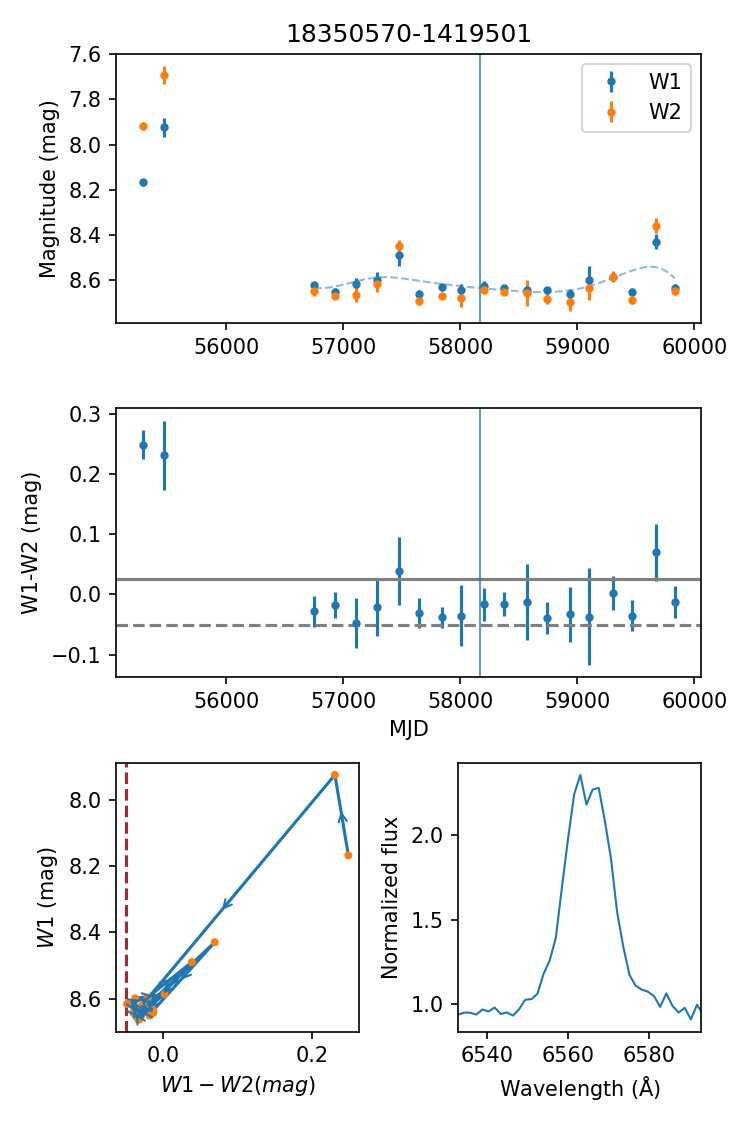 18350570-1419501
7.6
7.8
8.0
8.2
8.4
8.6
Magnitude (mag)
W1
W2
56000 57000 58000 59000 60000
0.3
0.2
0.1
0.0
−0.1
W1-W2 (mag)
56000 57000 58000 59000 60000
MJD
8.0
8.2
8.4
8.6
W1 (mag)
0.0 0.2
W1 − W2(mag)
2.0
1.5
1.0
Normalized flux
6540 6560 6580
Wavelength (Å)